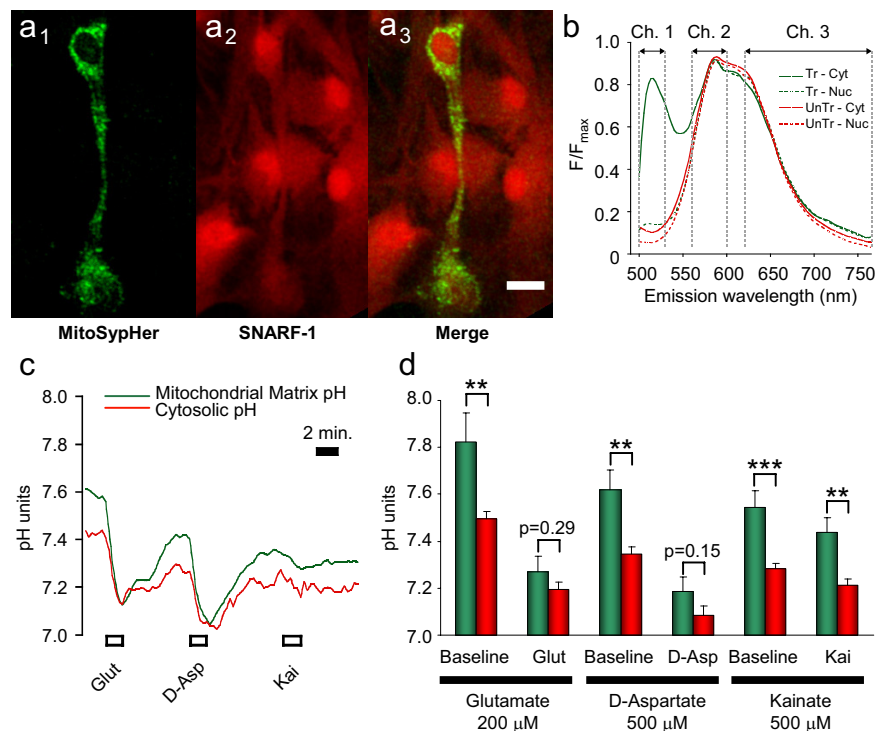 a1
a2
a3
MitoSypHer
SNARF-1
Merge
b
Ch. 1
Ch. 2
Ch. 3
1.0
0.8
0.6
0.4
0.2
0
F/Fmax
Tr - Cyt
Tr - Nuc
UnTr - Cyt
UnTr - Nuc
500 550 600 650 700 750
Emission wavelength (nm)
c
8.0
7.8
7.6
7.4
7.2
7.0
pH units
Mitochondrial Matrix pH
Cytosolic pH
2 min.
Glut
D-Asp
Kai
d
8.0
7.8
7.6
7.4
7.2
7.0
pH units
**
p=0.29
**
p=0.15
***
**
Baseline Glut Baseline D-Asp Baseline Kai
Glutamate
200 µM
D-Aspartate
500 µM
Kainate
500 µM